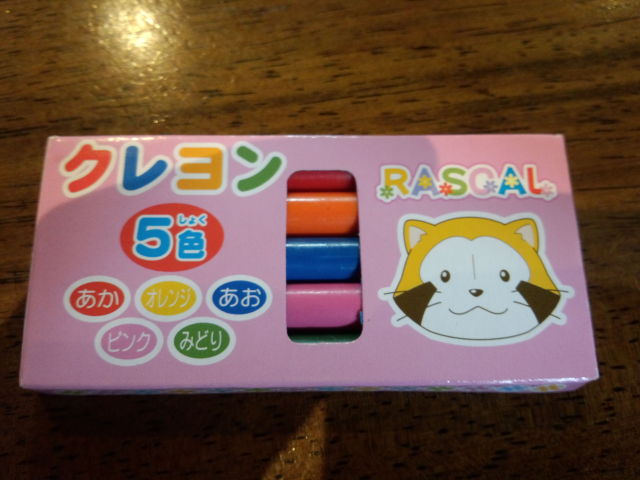 クレヨン
しょく
5色
あか オレンジ あお
ピンク みどり
RASCAL